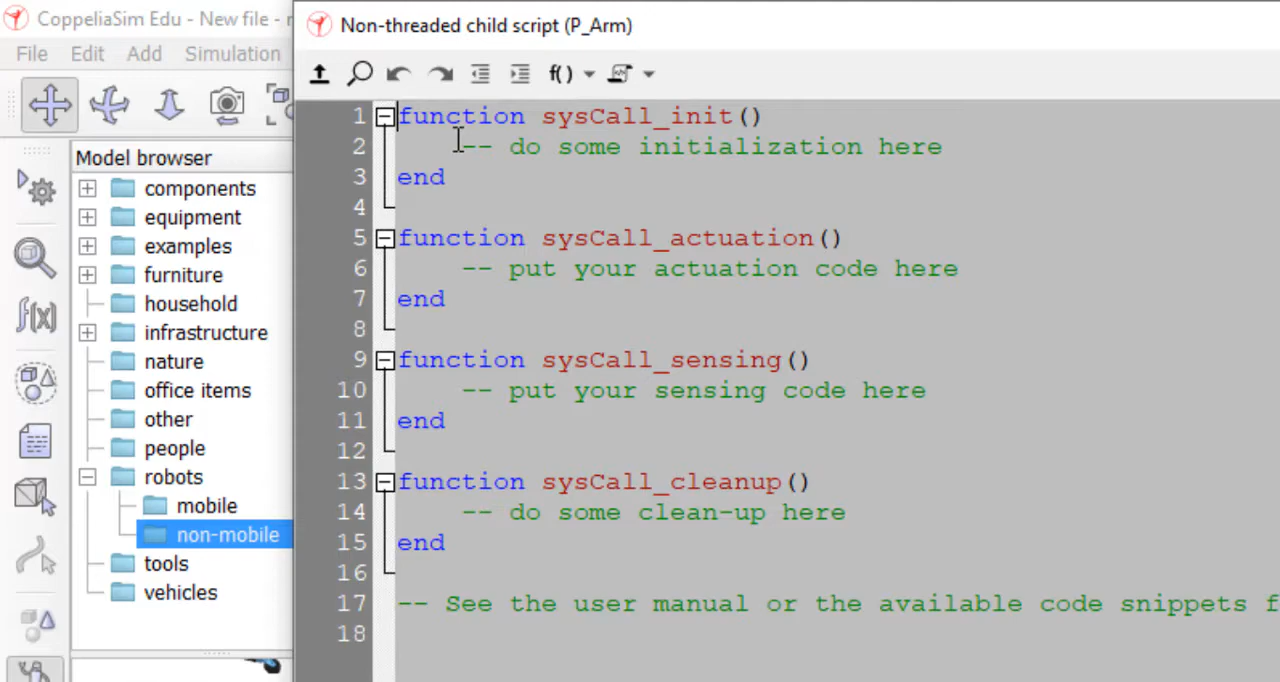 CoppeliaSim Edu - New file -
File Edit Add Simulation
Model browser
components
equipment
examples
furniture
household
infrastructure
nature
office items
other
people
robots
mobile
non-mobile
tools
vehicles
Non-threaded child script (P_Arm)
f()
f(x)
1 function sysCall_init()
2 -- do some initialization here
3 end
4
5 function sysCall_actuation()
6 -- put your actuation code here
7 end
8
9 function sysCall_sensing()
10 -- put your sensing code here
11 end
12
13 function sysCall_cleanup()
14 -- do some clean-up here
15 end
16
17 -- See the user manual or the available code snippets f
18